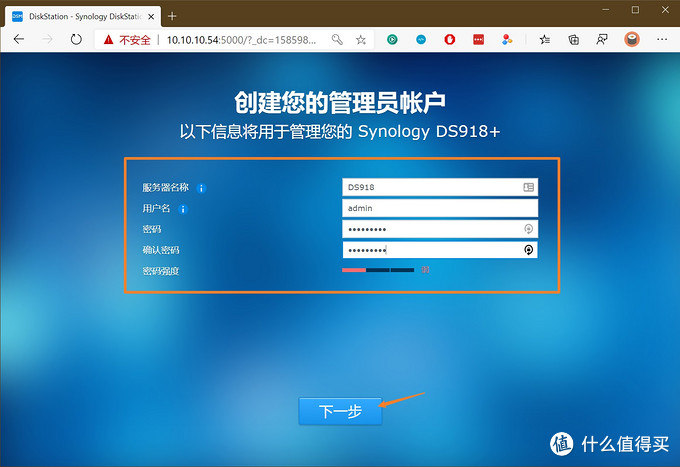 DSM DiskStation - Synology DiskStatio
不安全 | 10.10.10.54:5000/?_dc=158598...
创建您的管理员帐户
以下信息将用于管理您的 Synology DS918+
服务器名称 DS918
用户名 admin
密码 •••••••••
确认密码 •••••••••
密码强度 弱
下一步
值 什么值得买